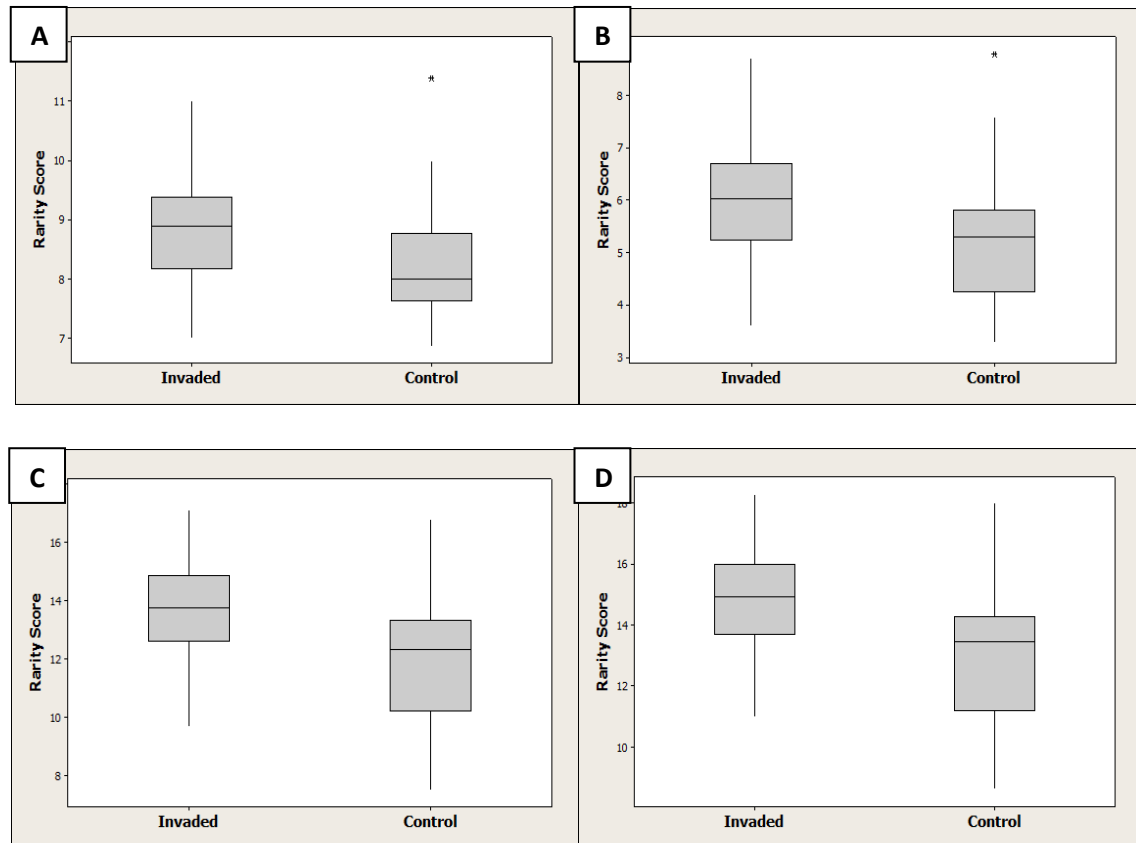 A
Rarity Score
11
10
9
8
7
*
Invaded Control
B
Rarity Score
8
7
6
5
4
3
*
Invaded Control
C
Rarity Score
16
14
12
10
8
Invaded Control
D
Rarity Score
18
16
14
12
10
Invaded Control